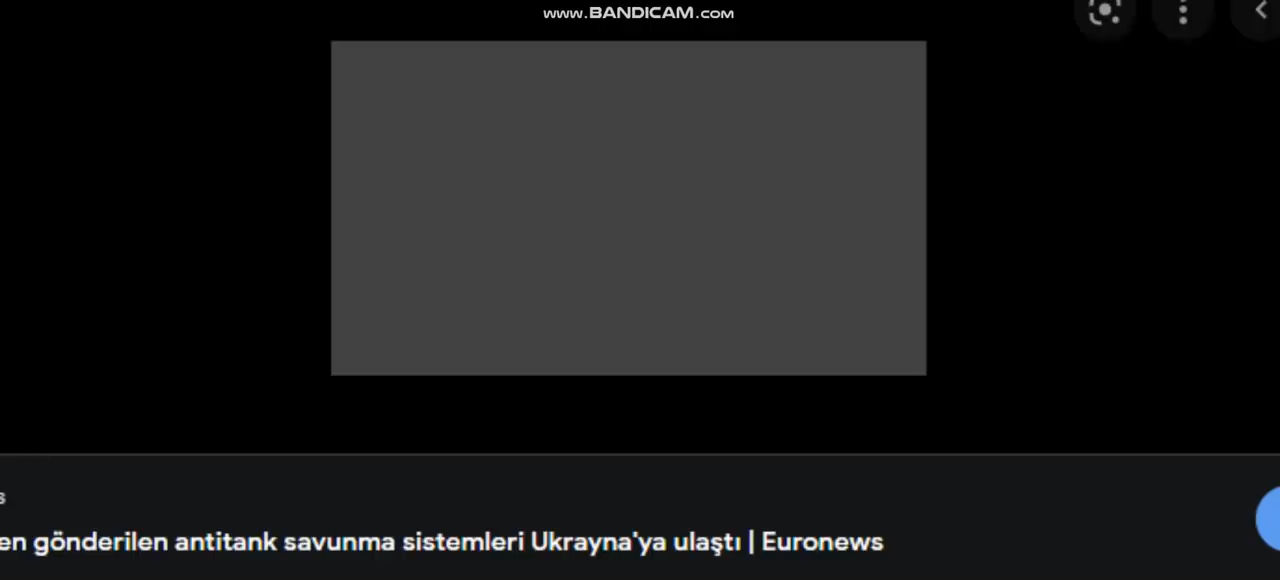 www.BANDICAM.com
s
en gönderilen antitank savunma sistemleri Ukrayna'ya ulaştı | Euronews